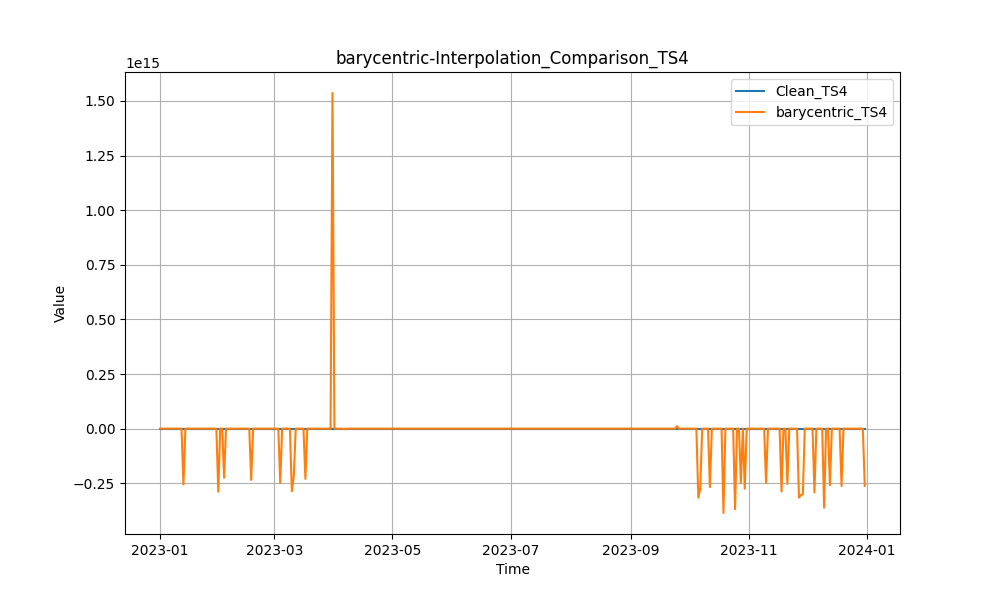 barycentric-Interpolation_Comparison_TS4
1e15
Clean_TS4
barycentric_TS4
1.50
1.25
1.00
0.75
0.50
0.25
0.00
−0.25
Value
2023-01
2023-03
2023-05
2023-07
2023-09
2023-11
2024-01
Time